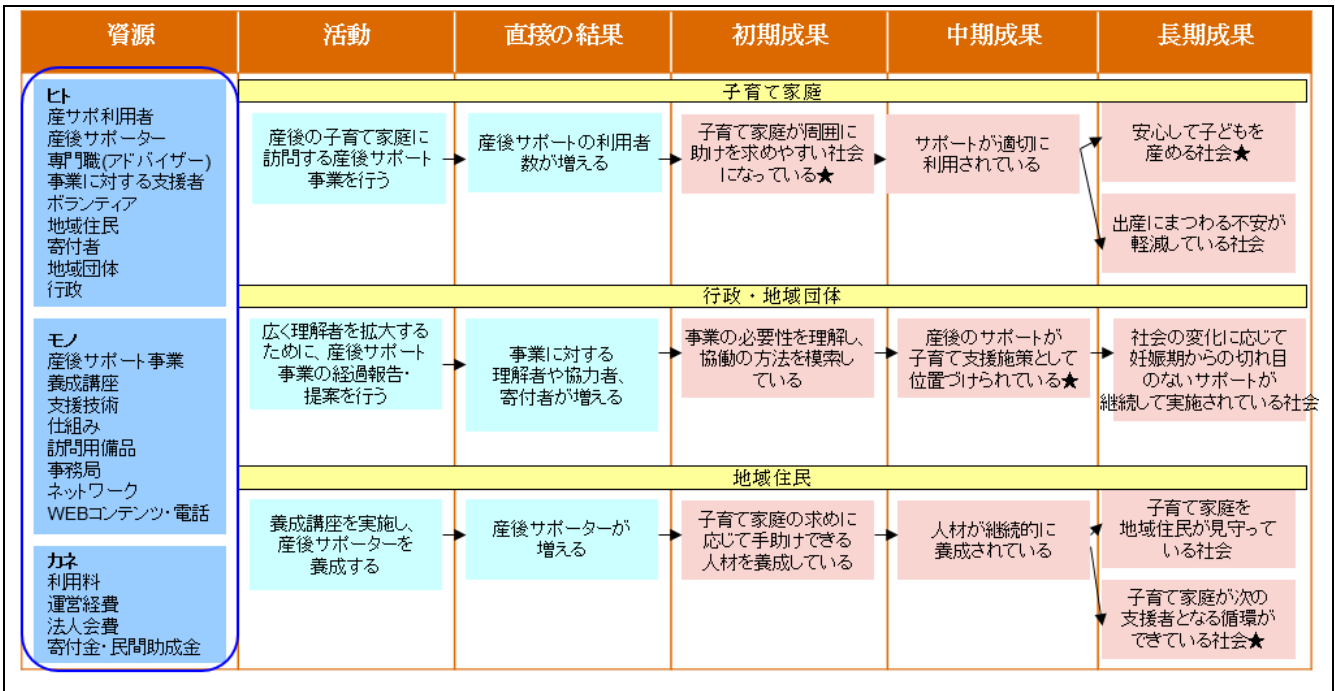 資源
活動
直接の結果
初期成果
中期成果
長期成果
ヒト
産サポ利用者
産後サポーター
専門職(アドバイザー)
事業に対する支援者
ボランティア
地域住民
寄付者
地域団体
行政
モノ
産後サポート事業
養成講座
支援技術
仕組み
訪問用備品
事務局
ネットワーク
WEBコンテンツ・電話
カネ
利用料
運営経費
法人会費
寄付金・民間助成金
子育て家庭
産後の子育て家庭に
訪問する産後サポート
事業を行う
産後サポートの利用者
数が増える
子育て家庭が周囲に
助けを求めやすい社会
になっている★
サポートが適切に
利用されている
安心して子どもを
産める社会★
出産にまつわる不安が
軽減している社会
行政・地域団体
広く理解者を拡大する
ために、産後サポート
事業の経過報告・
提案を行う
事業に対する
理解者や協力者、
寄付者が増える
事業の必要性を理解し、
協働の方法を模索し
ている
産後のサポートが
子育て支援施策として
位置づけられている★
社会の変化に応じて
妊娠期からの切れ目
のないサポートが
継続して実施されている社会
地域住民
養成講座を実施し、
産後サポーターを
養成する
産後サポーターが
増える
子育て家庭の求めに
応じて手助けできる
人材を養成している
人材が継続的に
養成されている
子育て家庭を
地域住民が見守って
いる社会
子育て家庭が次の
支援者となる循環が
できている社会★